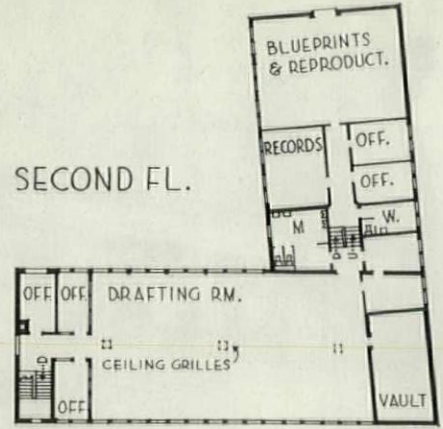 BLUEPRINTS
& REPRODUCT.
RECORDS
OFF.
OFF.
SECOND FL.
M
W.
OFF.
OFF.
DRAFTING RM.
CEILING GRILLES
OFF.
VAULT